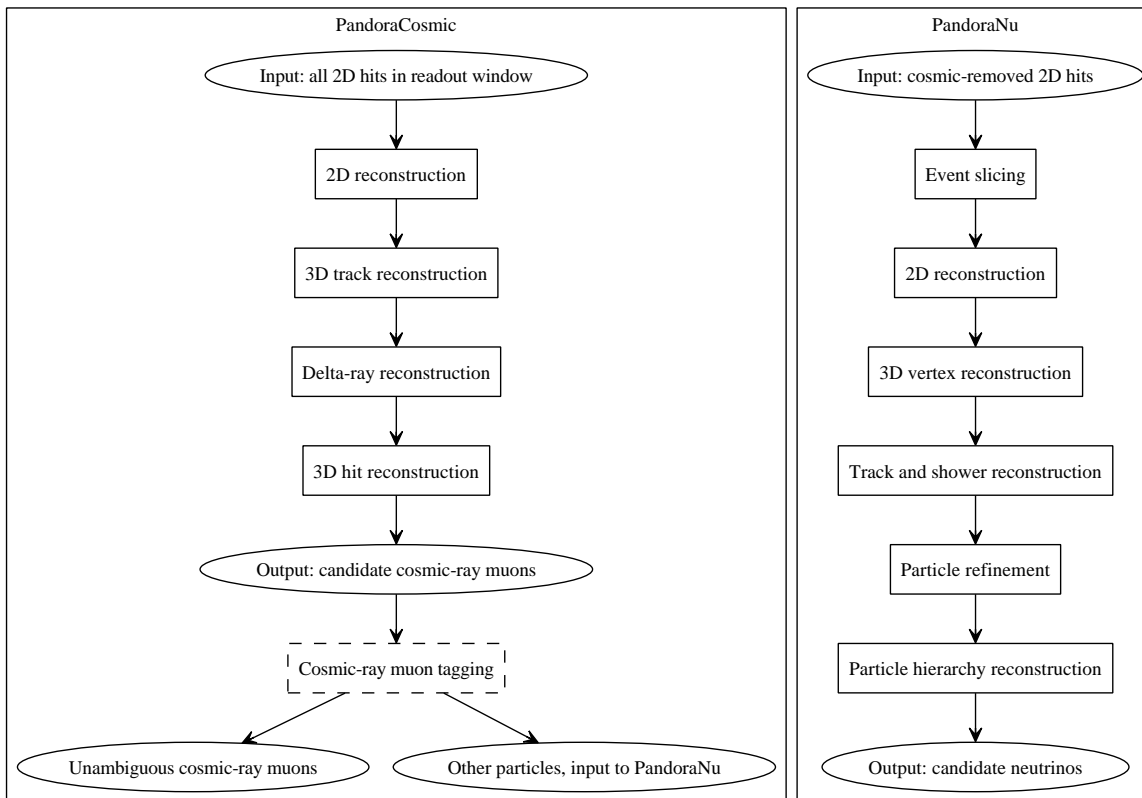 PandoraCosmic
Input: all 2D hits in readout window
2D reconstruction
3D track reconstruction
Delta-ray reconstruction
3D hit reconstruction
Output: candidate cosmic-ray muons
Cosmic-ray muon tagging
Unambiguous cosmic-ray muons
Other particles, input to PandoraNu
PandoraNu
Input: cosmic-removed 2D hits
Event slicing
2D reconstruction
3D vertex reconstruction
Track and shower reconstruction
Particle refinement
Particle hierarchy reconstruction
Output: candidate neutrinos